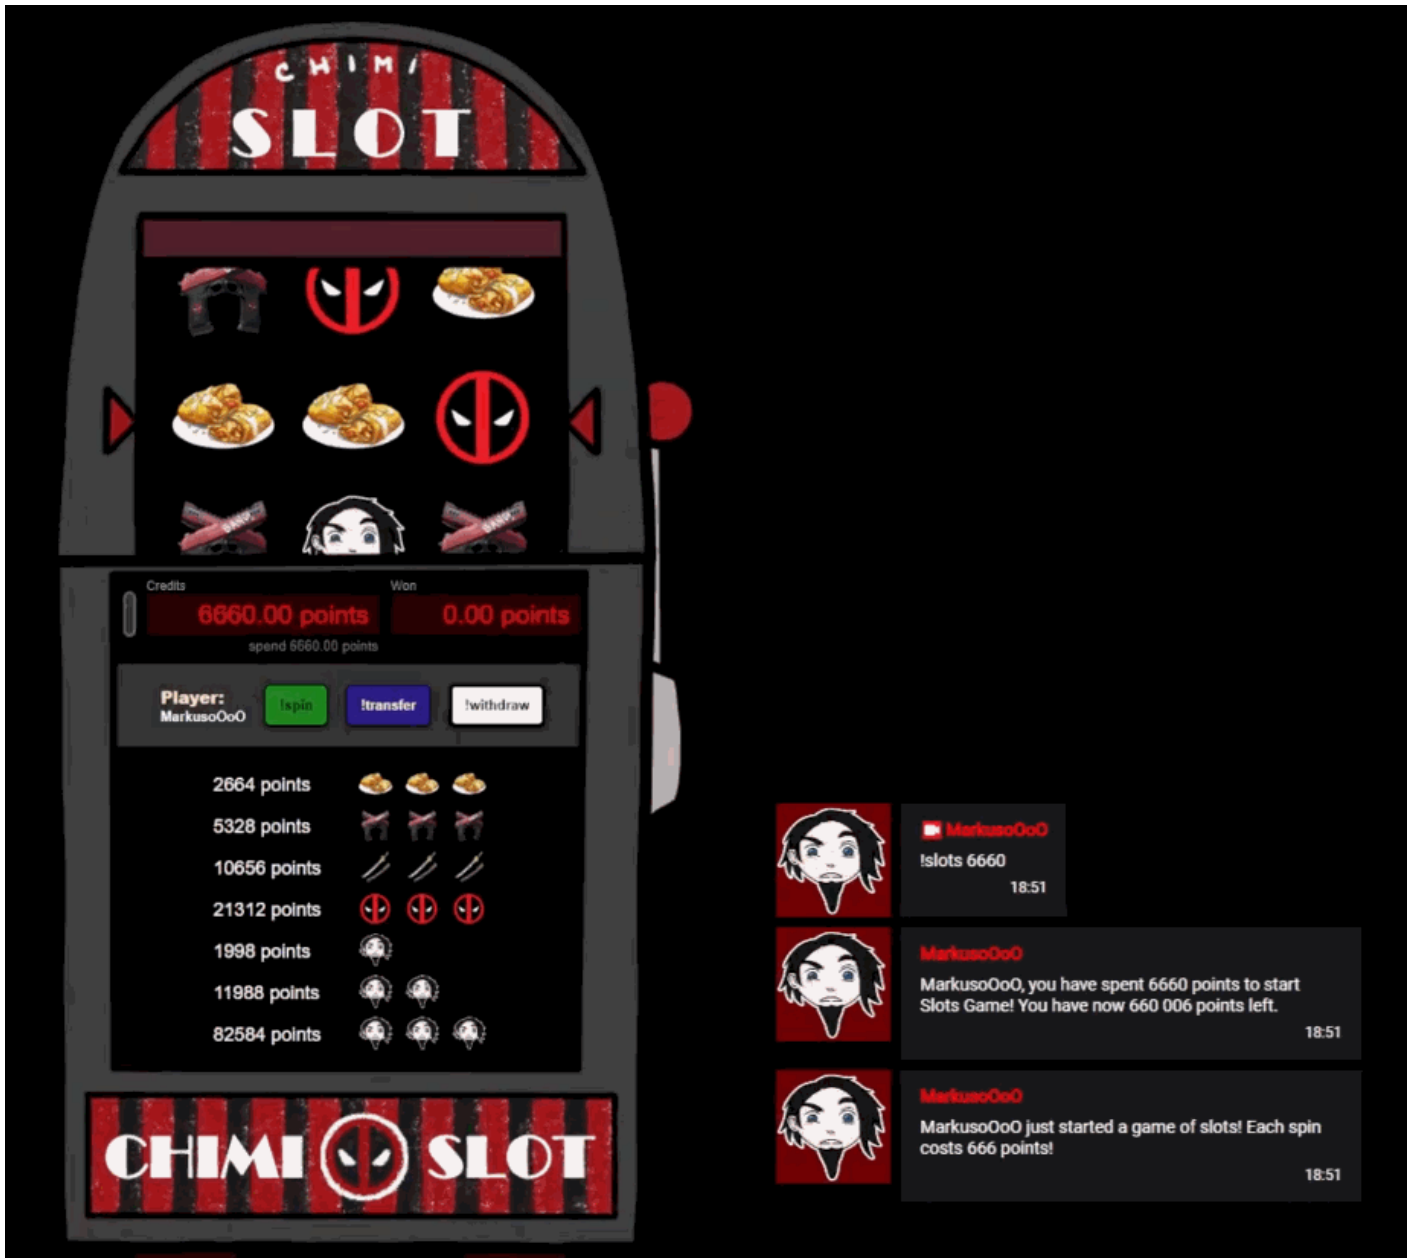 CHIMI
SLOT
Credits
Won
6660.00 points
0.00 points
spend 6660.00 points
Player:
MarkusoOoO
!spin
!transfer
!withdraw
2664 points
5328 points
10656 points
21312 points
1998 points
11988 points
82584 points
CHIMI SLOT
MarkusoOoO
!slots 6660
18:51
MarkusoOoO
MarkusoOoO, you have spent 6660 points to start
Slots Game! You have now 660 006 points left.
18:51
MarkusoOoO
MarkusoOoO just started a game of slots! Each spin
costs 666 points!
18:51